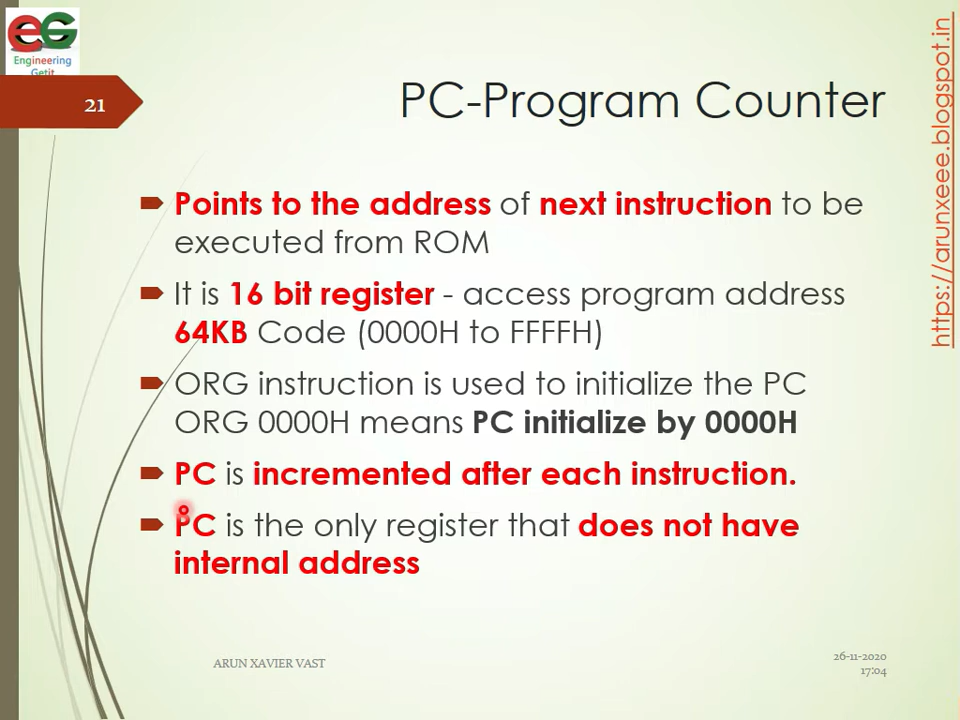 eG
Engineering
Getit
21
PC-Program Counter
Points to the address of next instruction to be
executed from ROM
It is 16 bit register - access program address
64KB Code (0000H to FFFFH)
ORG instruction is used to initialize the PC
ORG 0000H means PC initialize by 0000H
PC is incremented after each instruction.
PC is the only register that does not have
internal address
ARUN XAVIER VAST
26-11-2020
17:04
https://arunxeee.blogspot.in